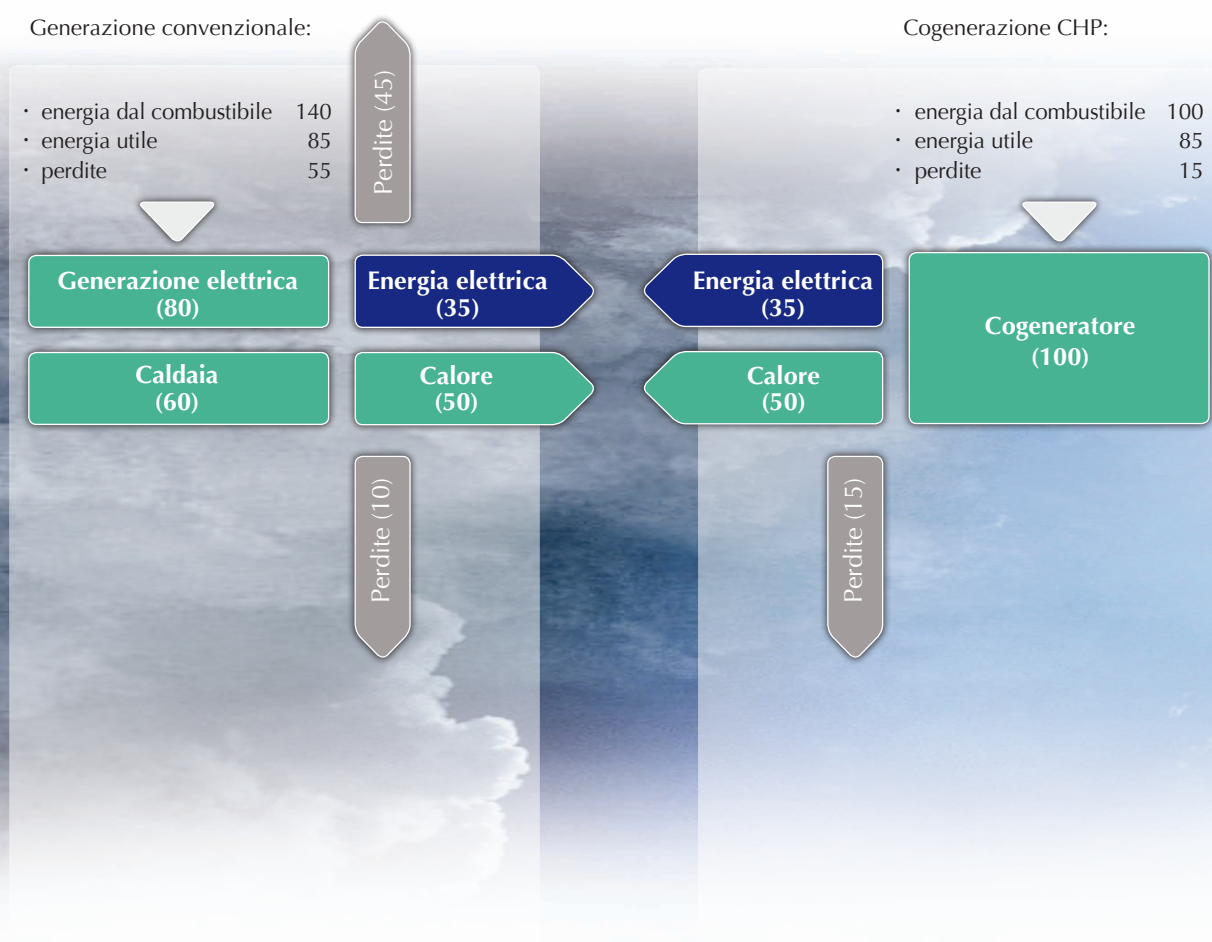 Generazione convenzionale:
· energia dal combustibile 140
· energia utile 85
· perdite 55
Perdite (45)
Generazione elettrica
(80)
Energia elettrica
(35)
Caldaia
(60)
Calore
(50)
Perdite (10)
Cogenerazione CHP:
· energia dal combustibile 100
· energia utile 85
· perdite 15
Energia elettrica
(35)
Cogeneratore
(100)
Calore
(50)
Perdite (15)